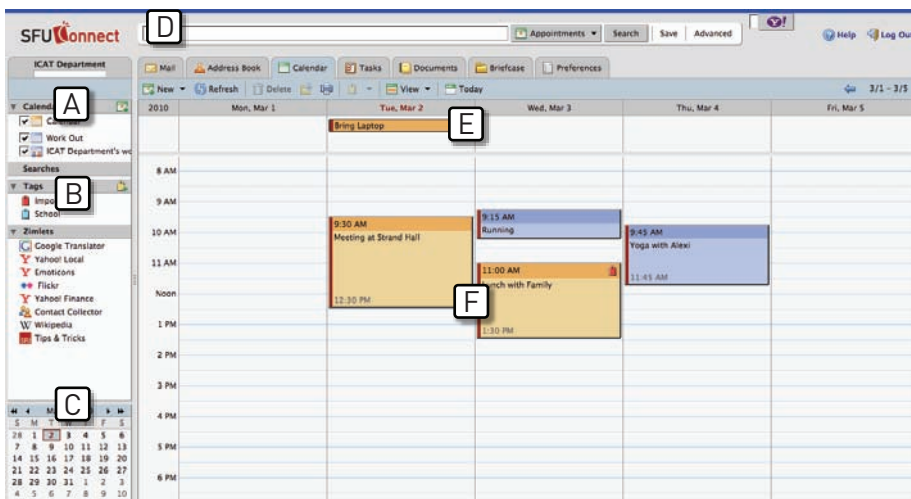 SFU Connect
D
Appointments
Search
Save
Advanced
Y!
Help
Log Ou
ICAT Department
Mail
Address Book
Calendar
Tasks
Documents
Briefcase
Preferences
New
Refresh
Delete
View
Today
3/1 - 3/5
A
Work Out
ICAT Department's wo
Searches
Tags
B
School
Zimlets
Google Translator
Yahoo! Local
Emoticons
Flickr
Yahoo! Finance
Contact Collector
Wikipedia
Tips & Tricks
C
S M T W T F S
28 1 2 3 4 5 6
7 8 9 10 11 12 13
14 15 16 17 18 19 20
21 22 23 24 25 26 27
28 29 30 31 1 2 3
4 5 6 7 8 9 10
2010
Mon, Mar 1
Tue, Mar 2
Wed, Mar 3
Thu, Mar 4
Fri, Mar 5
Bring Laptop
E
8 AM
9 AM
10 AM
11 AM
Noon
1 PM
2 PM
3 PM
4 PM
5 PM
6 PM
9:30 AM
Meeting at Strand Hall
12:30 PM
9:15 AM
Running
11:00 AM
Lunch with Family
F
1:30 PM
9:45 AM
Yoga with Alexi
11:45 AM